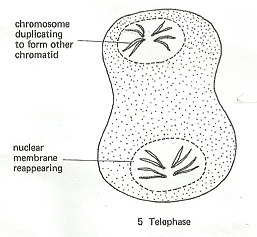 chromosome
duplicating
to form other
chromatid
nuclear
membrane
reappearing
5 Telophase